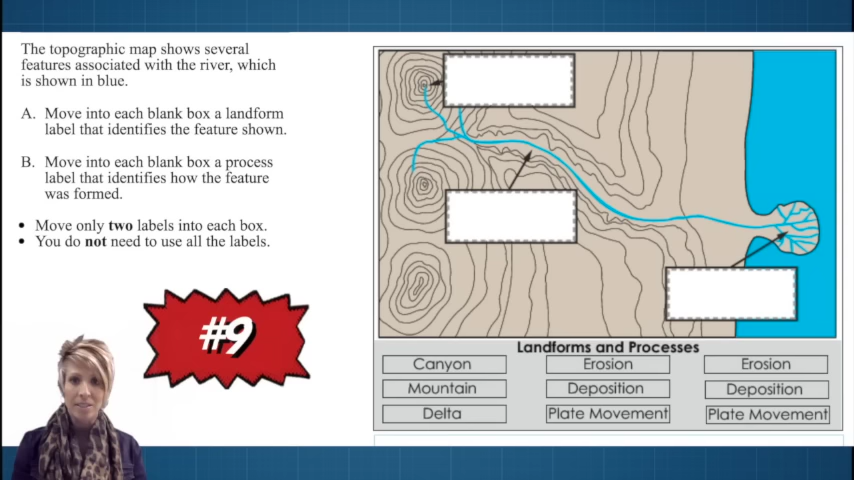 The topographic map shows several
features associated with the river, which
is shown in blue.
A. Move into each blank box a landform
label that identifies the feature shown.
B. Move into each blank box a process
label that identifies how the feature
was formed.
• Move only two labels into each box.
• You do not need to use all the labels.
#9
Landforms and Processes
Canyon Erosion Erosion
Mountain Deposition Deposition
Delta Plate Movement Plate Movement